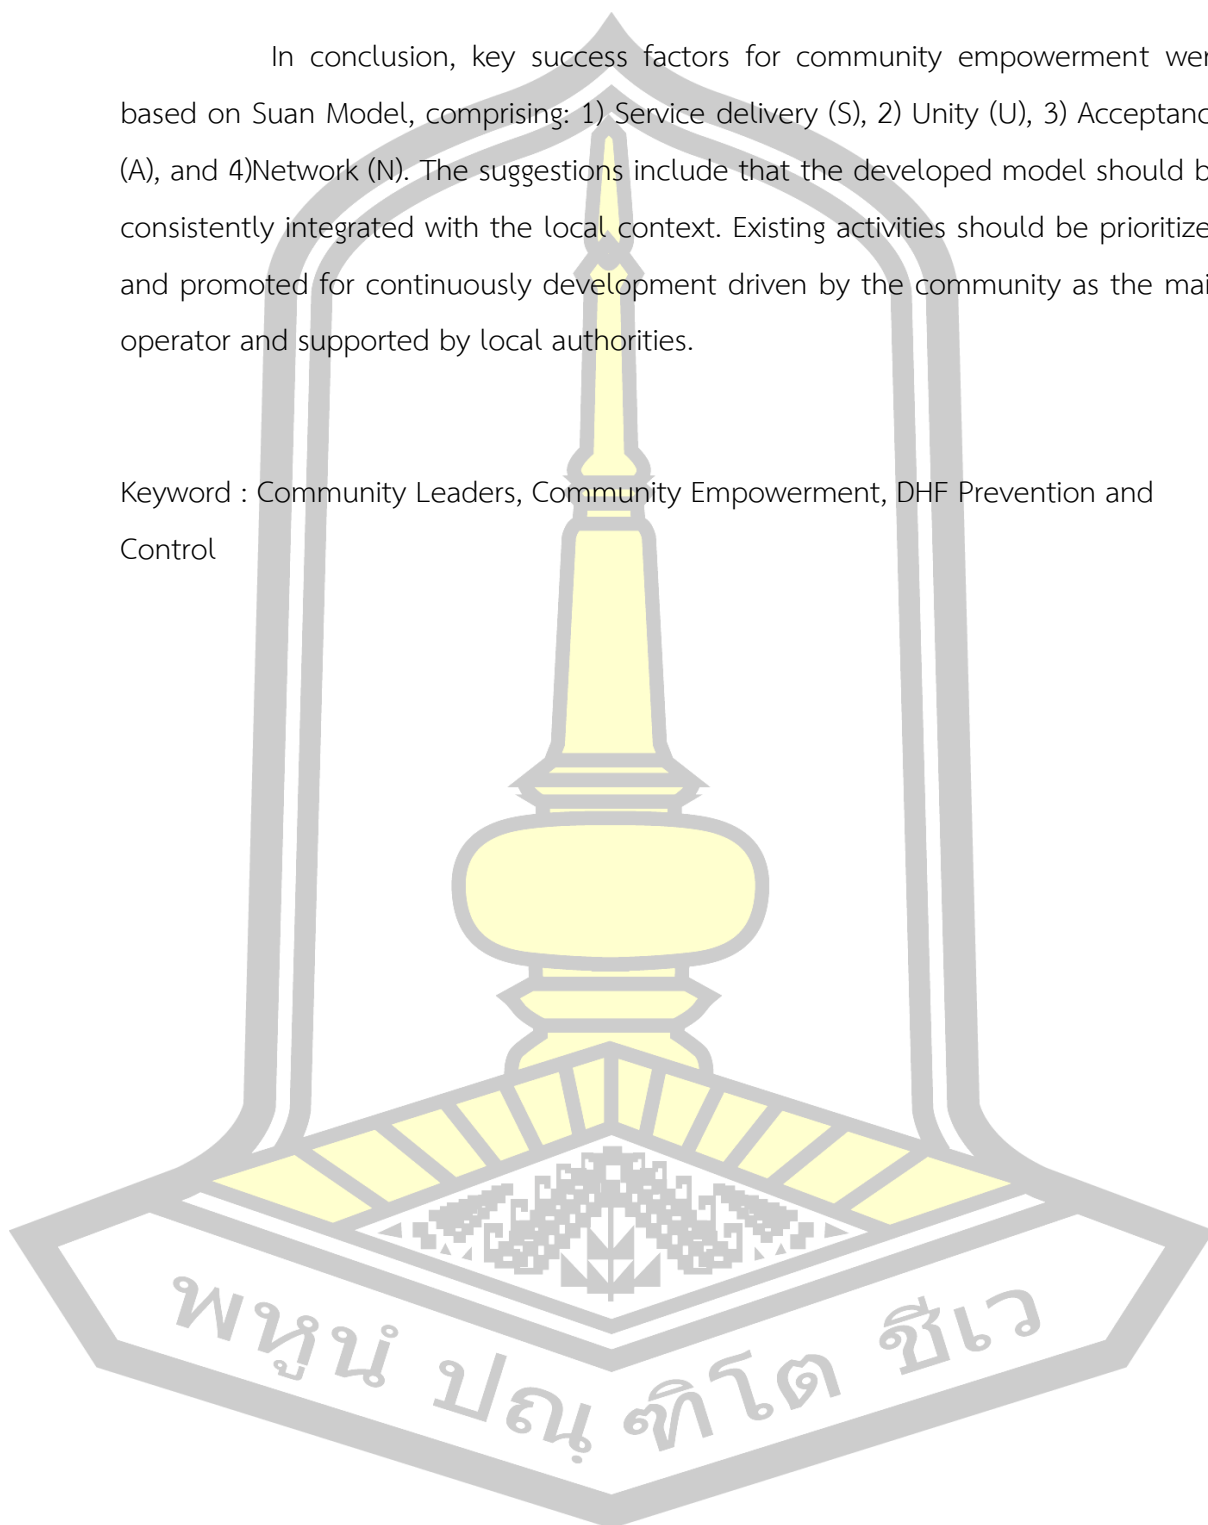 In conclusion, key success factors for community empowerment wer
based on Suan Model, comprising: 1) Service delivery (S), 2) Unity (U), 3) Acceptanc
(A), and 4)Network (N). The suggestions include that the developed model should b
consistently integrated with the local context. Existing activities should be prioritize
and promoted for continuously development driven by the community as the mai
operator and supported by local authorities.
Keyword : Community Leaders, Community Empowerment, DHF Prevention and
Control
พหูนํ ปณฺ ฑิโต ชีเว